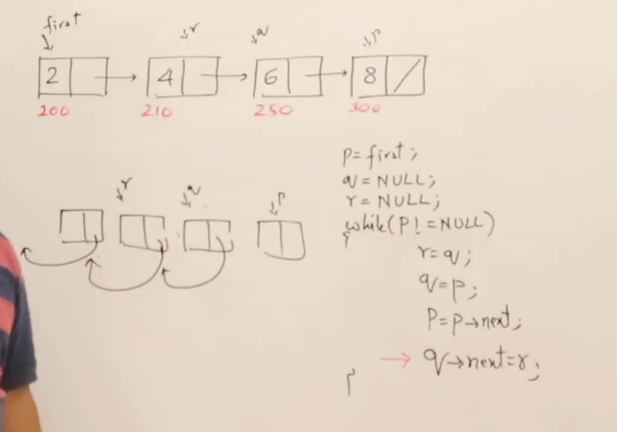 first
r q p
2 4 6 8
200 210 250 300
r q p
p=first;
q=NULL;
r=NULL;
while(P!=NULL)
{
r=q;
q=p;
P=p→next;
→ q→next=r;
}